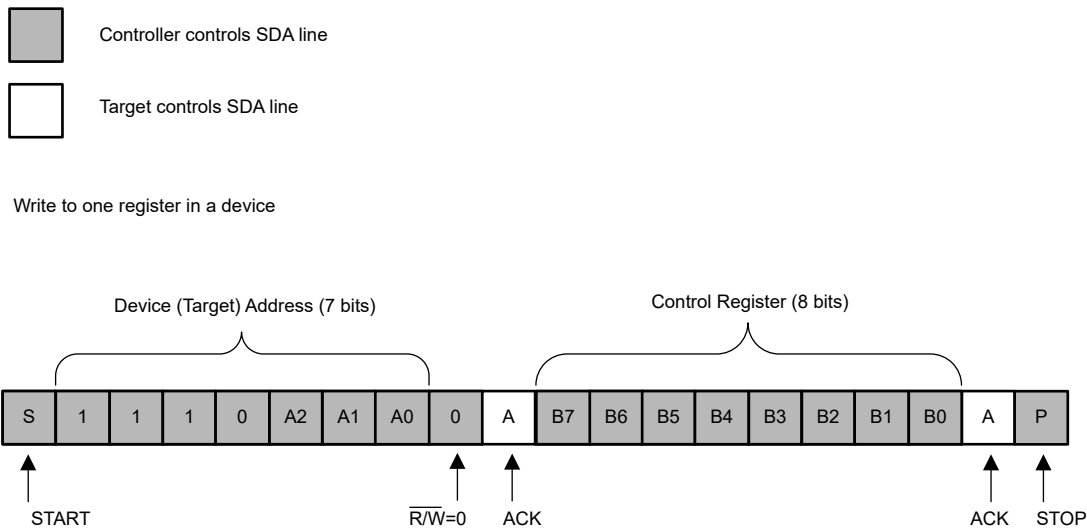 Controller controls SDA line
Target controls SDA line
Write to one register in a device
Device (Target) Address (7 bits)
Control Register (8 bits)
S 1 1 1 0 A2 A1 A0 0 A B7 B6 B5 B4 B3 B2 B1 B0 A P
START R/W=0 ACK ACK STOP